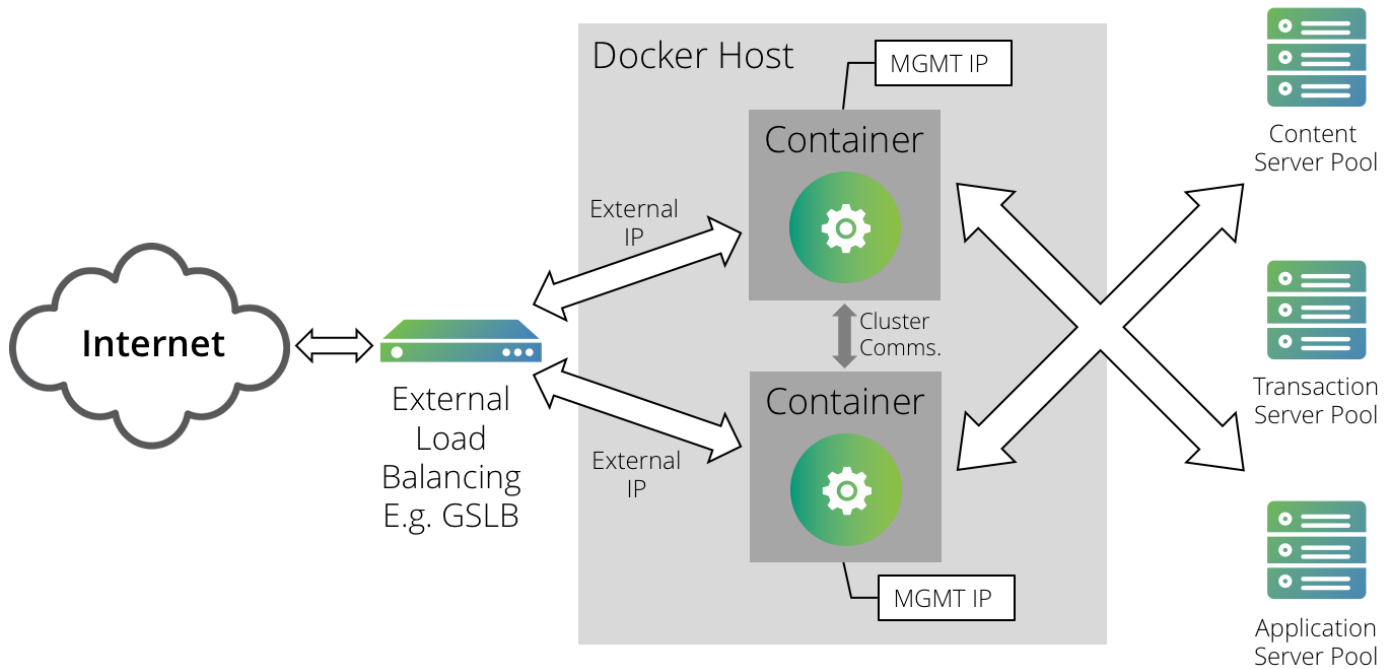 Docker Host
MGMT IP
Container
External
IP
Internet
External
Load
Balancing
E.g. GSLB
Cluster
Comms.
Container
External
IP
MGMT IP
Content
Server Pool
Transaction
Server Pool
Application
Server Pool